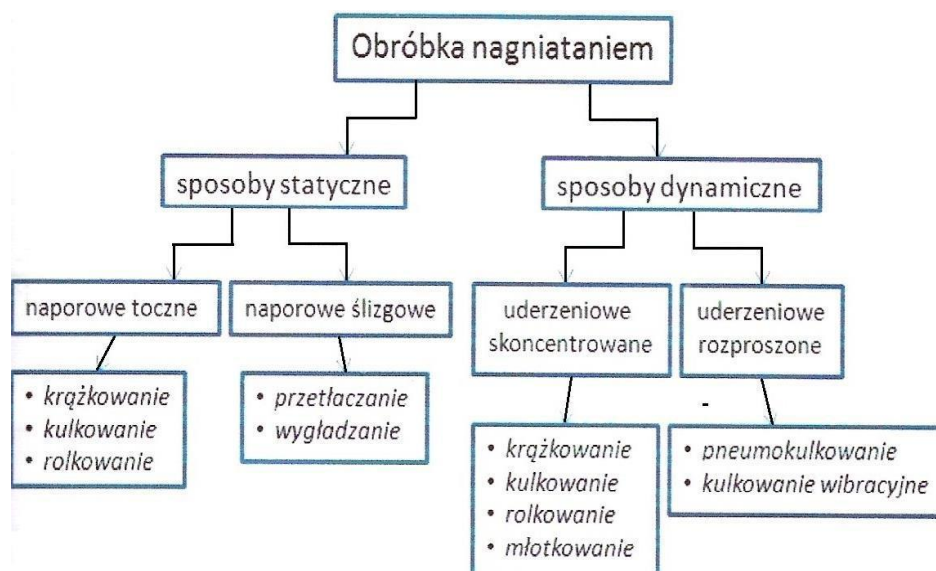 Obróbka nagniataniem
sposoby statyczne
sposoby dynamiczne
naporowe toczne
naporowe ślizgowe
uderzeniowe
skoncentrowane
uderzeniowe
rozproszone
• krążkowanie
• kulkowanie
• rolkowanie
• przetłaczanie
• wygładzanie
• krążkowanie
• kulkowanie
• rolkowanie
• młotkowanie
-
• pneumokulkowanie
• kulkowanie wibracyjne